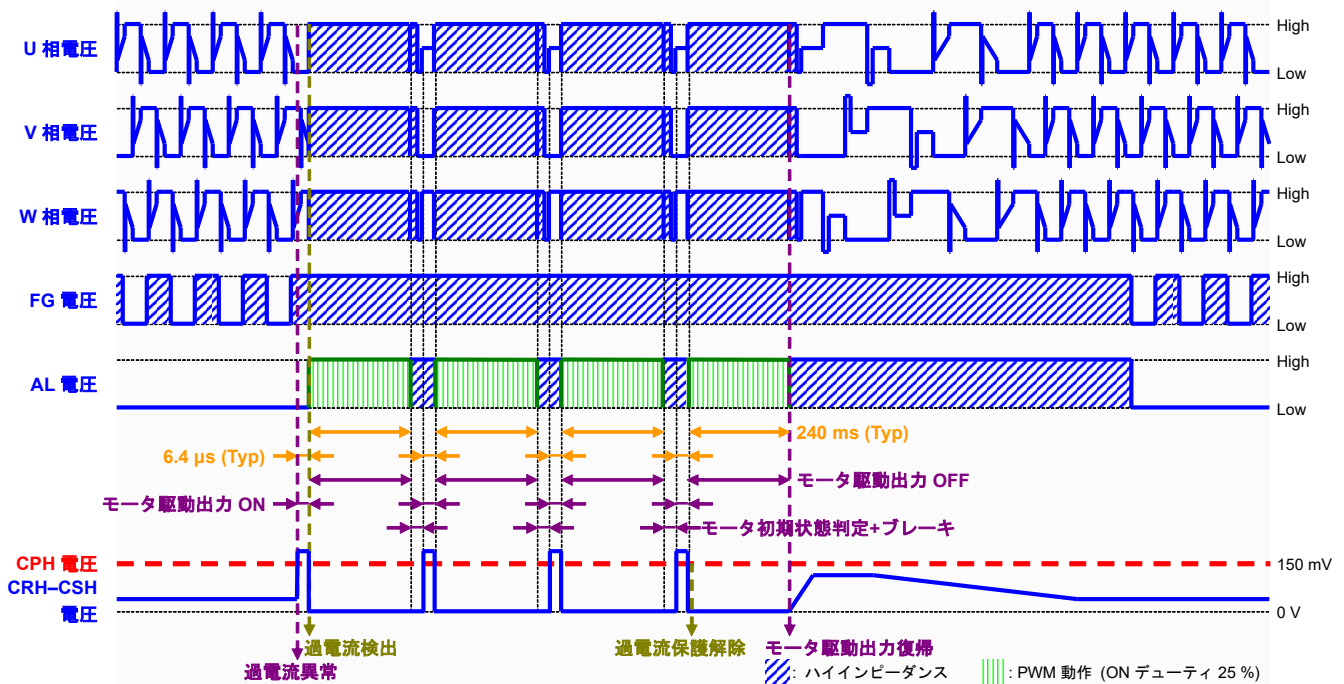 U 相電圧
High
Low
V 相電圧
High
Low
W 相電圧
High
Low
FG 電圧
High
Low
AL 電圧
High
Low
240 ms (Typ)
6.4 µs (Typ)
モータ駆動出力 OFF
モータ駆動出力 ON
モータ初期状態判定+ブレーキ
CPH 電圧
150 mV
CRH–CSH
電圧
0 V
過電流検出
過電流保護解除
モータ駆動出力復帰
過電流異常
: ハイインピーダンス
: PWM 動作 (ON デューティ 25 %)